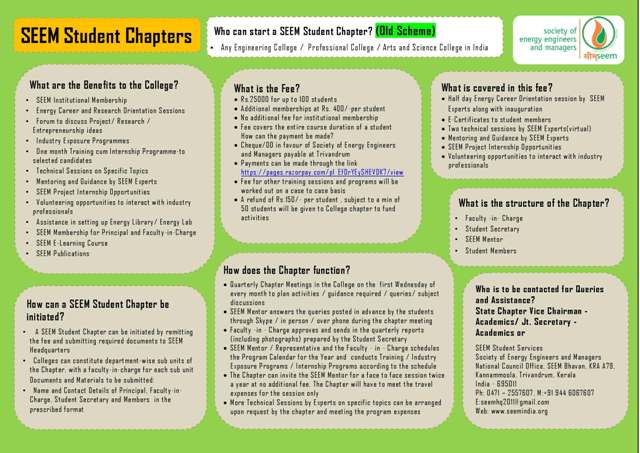 SEEM Student Chapters
Who can start a SEEM Student Chapter? (Old Scheme)
• Any Engineering College / Professional College / Arts and Science College in India
society of
energy engineers
and managers
सीmseem
What are the Benefits to the College?
• SEEM Institutional Membership
• Energy Career and Research Orientation Sessions
• Forum to discuss Project/ Research /
Entrepreneurship ideas
• Industry Exposure Programmes
• One month Training cum Internship Programme-to
selected candidates
• Technical Sessions on Specific Topics
• Mentoring and Guidance by SEEM Experts
• SEEM Project Internship Opportunities
• Volunteering opportunities to interact with industry
professionals
• Assistance in setting up Energy Library/ Energy Lab
• SEEM Membership for Principal and Faculty-in-Charge
• SEEM E-Learning Course
• SEEM Publications
How can a SEEM Student Chapter be
initiated?
• A SEEM Student Chapter can be initiated by remitting
the fee and submitting required documents to SEEM
Headquarters
• Colleges can constitute department-wise sub units of
the Chapter, with a faculty-in-charge for each sub unit
Documents and Materials to be submitted:
• Name and Contact Details of Principal, Faculty-in-
Charge, Student Secretary and Members in the
prescribed format
What is the Fee?
• Rs.25000 for up to 100 students
• Additional memberships at Rs. 400/-per student
• No additional fee for institutional membership
• Fee covers the entire course duration of a student
How can the payment be made?
• Cheque/DD in favour of Society of Energy Engineers
and Managers payable at Trivandrum
• Payments can be made through the link
• Fee for other training sessions and programs will be
worked out on a case to case basis
• A refund of Rs.150/- per student , subject to a min of
50 students will be given to College chapter to fund
activities
How does the Chapter function?
• Quarterly Chapter Meetings in the College on the first Wednesday of
every month to plan activities / guidance required / queries/ subject
discussions
• SEEM Mentor answers the queries posted in advance by the students
through Skype / in person / over phone during the chapter meeting
• Faculty -in - Charge approves and sends in the quarterly reports
(including photographs) prepared by the Student Secretary
• SEEM Mentor / Representative and the Faculty - in - Charge schedules
the Program Calendar for the Year and conducts Training / Industry
Exposure Programs / Internship Programs according to the schedule
• The Chapter can invite the SEEM Mentor for a face to face session twice
a year at no additional fee. The Chapter will have to meet the travel
expenses for the session only
• More Technical Sessions by Experts on specific topics can be arranged
upon request by the chapter and meeting the program expenses
What is covered in this fee?
• Half day Energy Career Orientation session by SEEM
Experts along with inauguration
• E-Certificates to student members
• Two technical sessions by SEEM Experts(virtual)
• Mentoring and Guidance by SEEM Experts
• SEEM Project Internship Opportunities
• Volunteering opportunities to interact with industry
professionals
What is the structure of the Chapter?
• Faculty -in- Charge
• Student Secretary
• SEEM Mentor
• Student Members
Who is to be contacted for Queries
and Assistance?
State Chapter Vice Chairman -
Academics/ Jt. Secretary -
Academics or
SEEM Student Services
Society of Energy Engineers and Managers
National Council Office, SEEM Bhavan, KRA A79,
Kannammoola, Trivandrum, Kerala
India - 695011
Ph: 0471 – 2557607, M:+91 944 6067607
E:seemhq2011@gmail.com
Web: www.seemindia.org